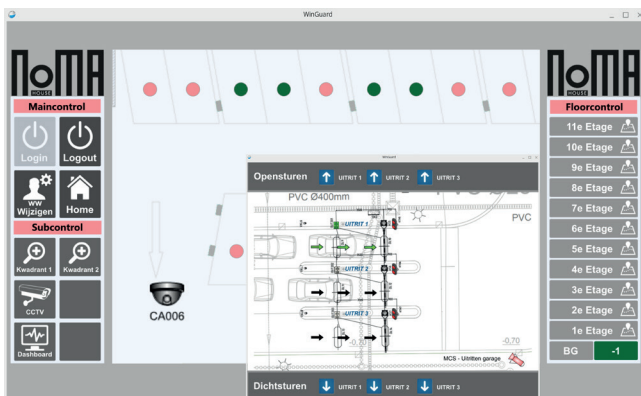 WinGuard
NoMA
HOUSE
Maincontrol
Login
Logout
ww
Wijzigen
Home
Subcontrol
Kwadrant 1
Kwadrant 2
CCTV
Dashboard
CA006
WinGuard
Opensturen
UITRIT 1
UITRIT 2
UITRIT 3
PVC Ø400mm
PVC
UITRIT 1
UITRIT 2
UITRIT 3
-0.70
-0.70
MCS - Uitritten garage
Dichtsturen
UITRIT 1
UITRIT 2
UITRIT 3
NoMA
HOUSE
Floorcontrol
11e Etage
10e Etage
9e Etage
8e Etage
7e Etage
6e Etage
5e Etage
4e Etage
3e Etage
2e Etage
1e Etage
BG
-1